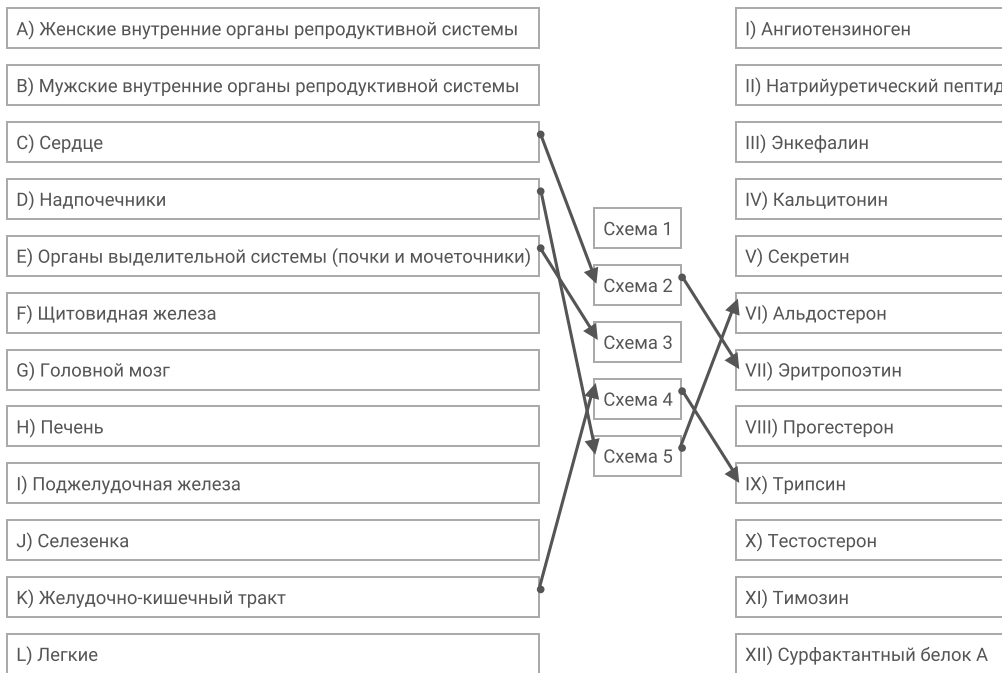 A) Женские внутренние органы репродуктивной системы
B) Мужские внутренние органы репродуктивной системы
C) Сердце
D) Надпочечники
E) Органы выделительной системы (почки и мочеточники)
F) Щитовидная железа
G) Головной мозг
H) Печень
I) Поджелудочная железа
J) Селезенка
K) Желудочно-кишечный тракт
L) Легкие
Схема 1
Схема 2
Схема 3
Схема 4
Схема 5
I) Ангиотензиноген
II) Натрийуретический пептид
III) Энкефалин
IV) Кальцитонин
V) Секретин
VI) Альдостерон
VII) Эритропоэтин
VIII) Прогестерон
IX) Трипсин
X) Тестостерон
XI) Тимозин
XII) Сурфактантный белок А